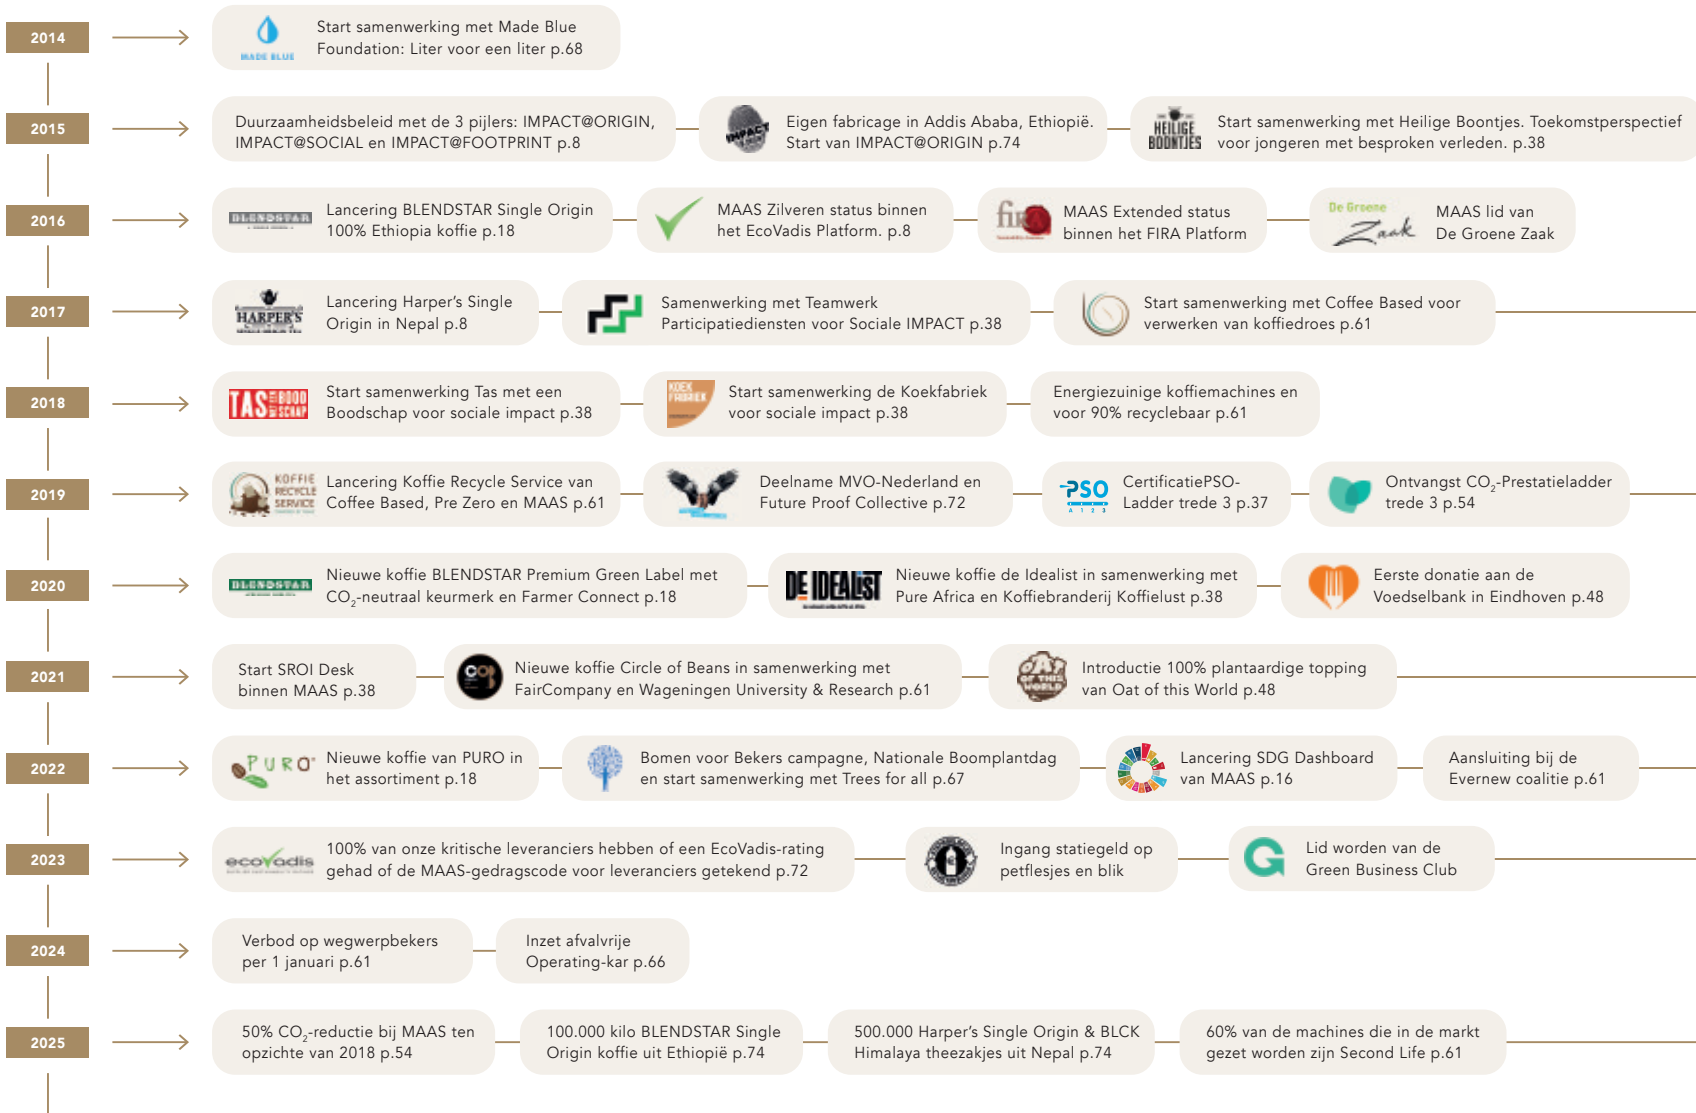 2014
MADE BLUE
Start samenwerking met Made Blue
Foundation: Liter voor een liter p.68
2015
Duurzaamheidsbeleid met de 3 pijlers: IMPACT@ORIGIN,
IMPACT@SOCIAL en IMPACT@FOOTPRINT p.8
IMPACT
Eigen fabricage in Addis Ababa, Ethiopië.
Start van IMPACT@ORIGIN p.74
HEILIGE
BOONTJES
Start samenwerking met Heilige Boontjes. Toekomstperspectief
voor jongeren met besproken verleden. p.38
2016
BLENDSTAR
Lancering BLENDSTAR Single Origin
100% Ethiopia koffie p.18
MAAS Zilveren status binnen
het EcoVadis Platform. p.8
fira
MAAS Extended status
binnen het FIRA Platform
De Groene
Zaak
MAAS lid van
De Groene Zaak
2017
HARPER'S
Lancering Harper's Single
Origin in Nepal p.8
Samenwerking met Teamwerk
Participatiediensten voor Sociale IMPACT p.38
Start samenwerking met Coffee Based voor
verwerken van koffiedroes p.61
2018
TAS MET EEN BOOD
SCHAP
Start samenwerking Tas met een
Boodschap voor sociale impact p.38
KOEK
FABRIEK
Start samenwerking de Koekfabriek
voor sociale impact p.38
Energiezuinige koffiemachines en
voor 90% recyclebaar p.61
2019
KOFFIE
RECYCLE
SERVICE
Lancering Koffie Recycle Service van
Coffee Based, Pre Zero en MAAS p.61
Deelname MVO-Nederland en
Future Proof Collective p.72
PSO
A 1 2 3
CertificatiePSO-
Ladder trede 3 p.37
Ontvangst CO₂-Prestatieladder
trede 3 p.54
2020
BLENDSTAR
Nieuwe koffie BLENDSTAR Premium Green Label met
CO₂-neutraal keurmerk en Farmer Connect p.18
DE IDEALIST
Nieuwe koffie de Idealist in samenwerking met
Pure Africa en Koffiebranderij Koffielust p.38
Eerste donatie aan de
Voedselbank in Eindhoven p.48
2021
Start SROI Desk
binnen MAAS p.38
Nieuwe koffie Circle of Beans in samenwerking met
FairCompany en Wageningen University & Research p.61
OAT
OF THIS
WORLD
Introductie 100% plantaardige topping
van Oat of this World p.48
2022
PURO
Nieuwe koffie van PURO in
het assortiment p.18
Bomen voor Bekers campagne, Nationale Boomplantdag
en start samenwerking met Trees for all p.67
Lancering SDG Dashboard
van MAAS p.16
Aansluiting bij de
Evernew coalitie p.61
2023
ecovadis
100% van onze kritische leveranciers hebben of een EcoVadis-rating
gehad of de MAAS-gedragscode voor leveranciers getekend p.72
Ingang statiegeld op
petflesjes en blik
Lid worden van de
Green Business Club
2024
Verbod op wegwerpbekers
per 1 januari p.61
Inzet afvalvrije
Operating-kar p.66
2025
50% CO₂-reductie bij MAAS ten
opzichte van 2018 p.54
100.000 kilo BLENDSTAR Single
Origin koffie uit Ethiopië p.74
500.000 Harper's Single Origin & BLCK
Himalaya theezakjes uit Nepal p.74
60% van de machines die in de markt
gezet worden zijn Second Life p.61